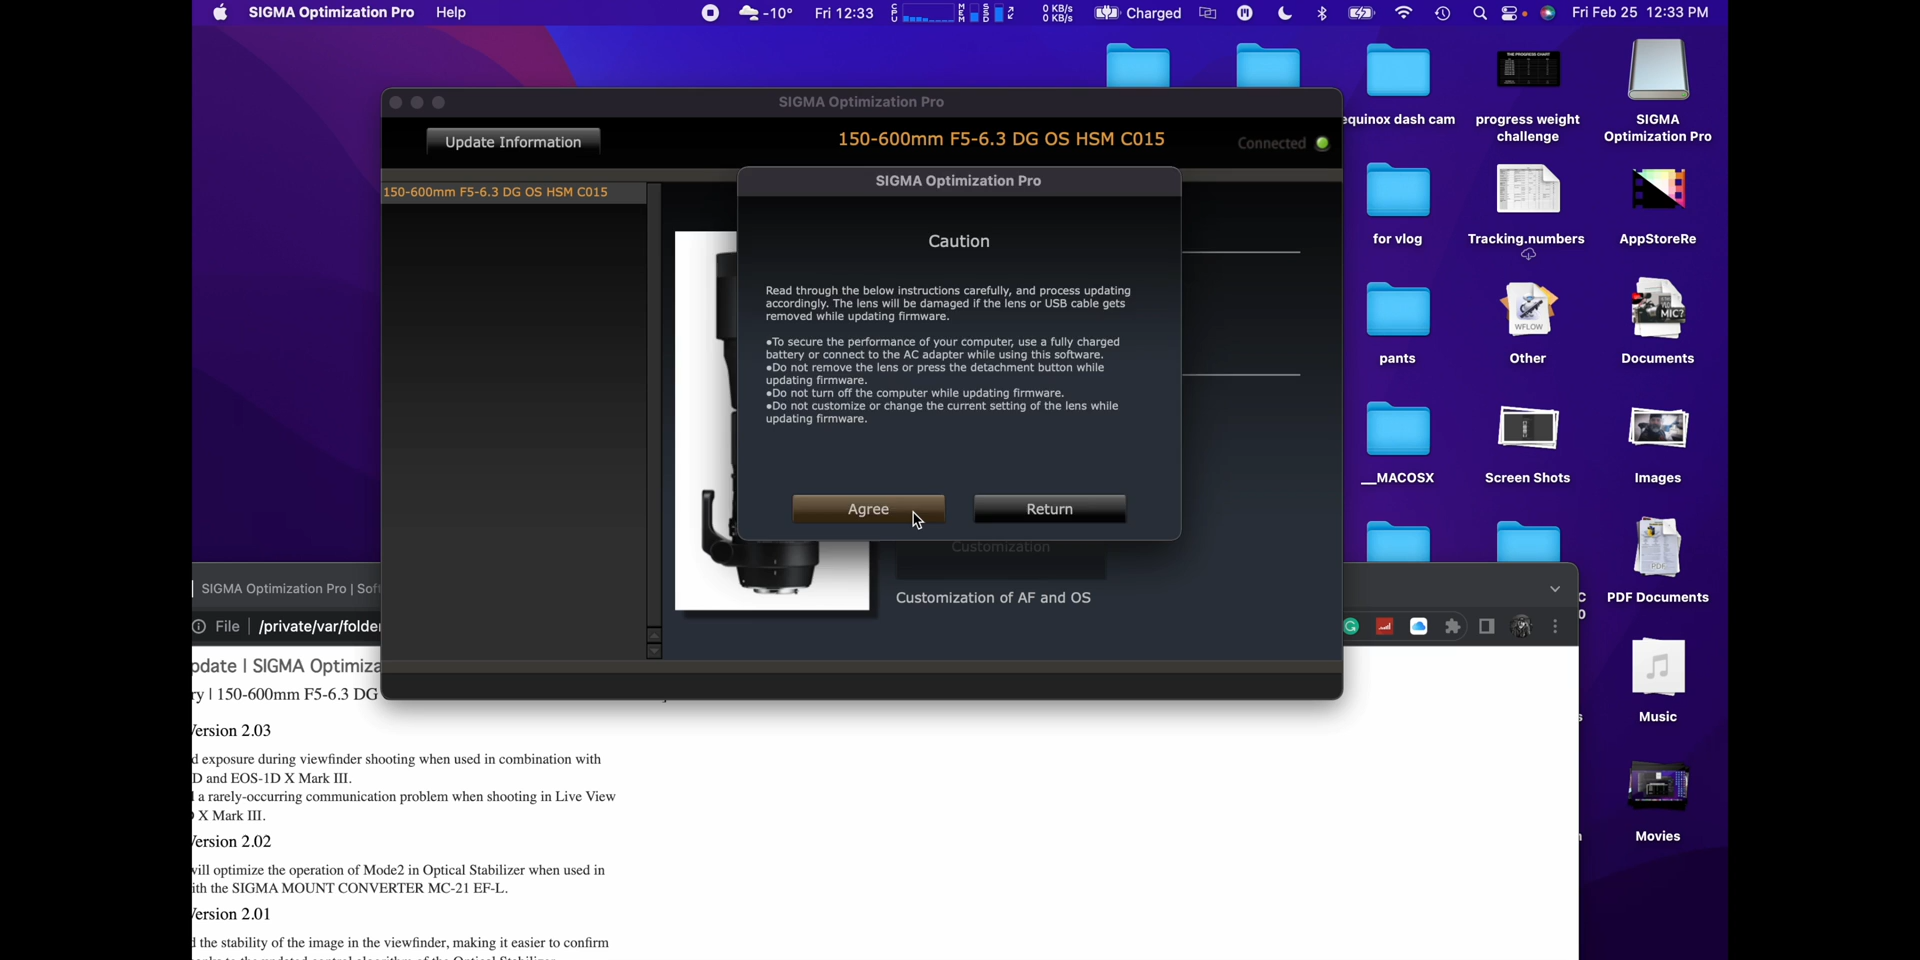 SIGMA Optimization Pro Help
-10° Fri 12:33 CPU MEM SSD 0 KB/s 0 KB/s Charged Fri Feb 25 12:33 PM
SIGMA Optimization Pro
Update Information
150-600mm F5-6.3 DG OS HSM C015
Connected
150-600mm F5-6.3 DG OS HSM C015
SIGMA Optimization Pro
Caution
Read through the below instructions carefully, and process updating
accordingly. The lens will be damaged if the lens or USB cable gets
removed while updating firmware.
•To secure the performance of your computer, use a fully charged
battery or connect to the AC adapter while using this software.
•Do not remove the lens or press the detachment button while
updating firmware.
•Do not turn off the computer while updating firmware.
•Do not customize or change the current setting of the lens while
updating firmware.
Agree
Return
Customization
Customization of AF and OS
equinox dash cam
progress weight
challenge
SIGMA
Optimization Pro
THE PROGRESS CHART
for vlog
Tracking.numbers
AppStoreRe
pants
WFLOW
Other
MIC?
Documents
__MACOSX
Screen Shots
Images
PDF
PDF Documents
Music
Movies
SIGMA Optimization Pro | Soft
File
/private/var/folder
pdate | SIGMA Optimiza
ry | 150-600mm F5-6.3 DG
Version 2.03
d exposure during viewfinder shooting when used in combination with
D and EOS-1D X Mark III.
a rarely-occurring communication problem when shooting in Live View
X Mark III.
Version 2.02
will optimize the operation of Mode2 in Optical Stabilizer when used in
ith the SIGMA MOUNT CONVERTER MC-21 EF-L.
Version 2.01
d the stability of the image in the viewfinder, making it easier to confirm